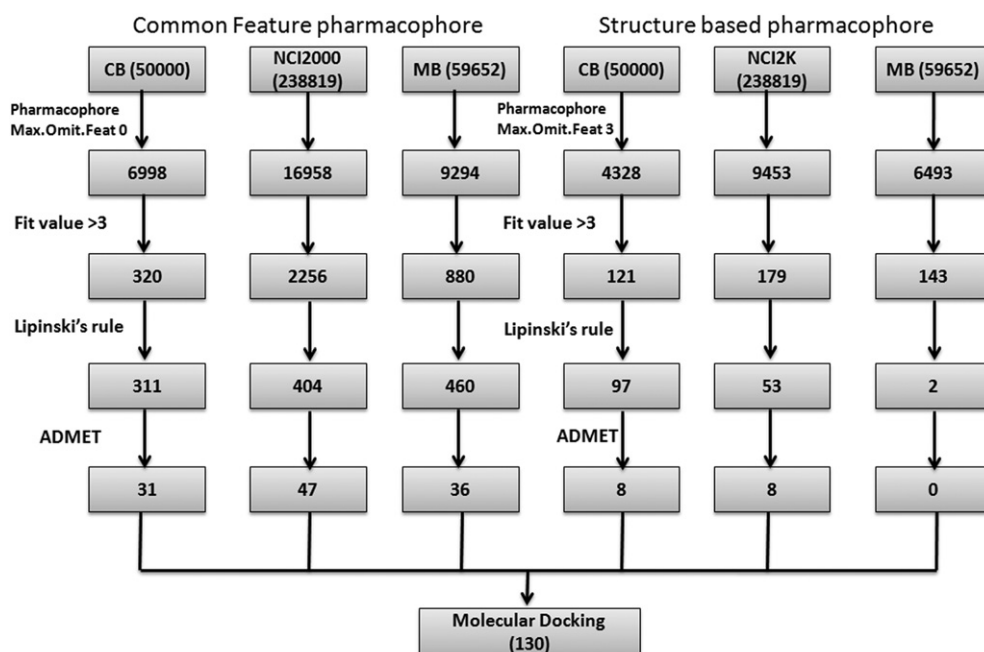 Common Feature pharmacophore
Structure based pharmacophore
CB (50000)
NCI2000
(238819)
MB (59652)
CB (50000)
NCI2K
(238819)
MB (59652)
Pharmacophore
Max.Omit.Feat 0
Pharmacophore
Max.Omit.Feat 3
6998
16958
9294
4328
9453
6493
Fit value >3
Fit value >3
320
2256
880
121
179
143
Lipinski's rule
Lipinski's rule
311
404
460
97
53
2
ADMET
ADMET
31
47
36
8
8
0
Molecular Docking
(130)